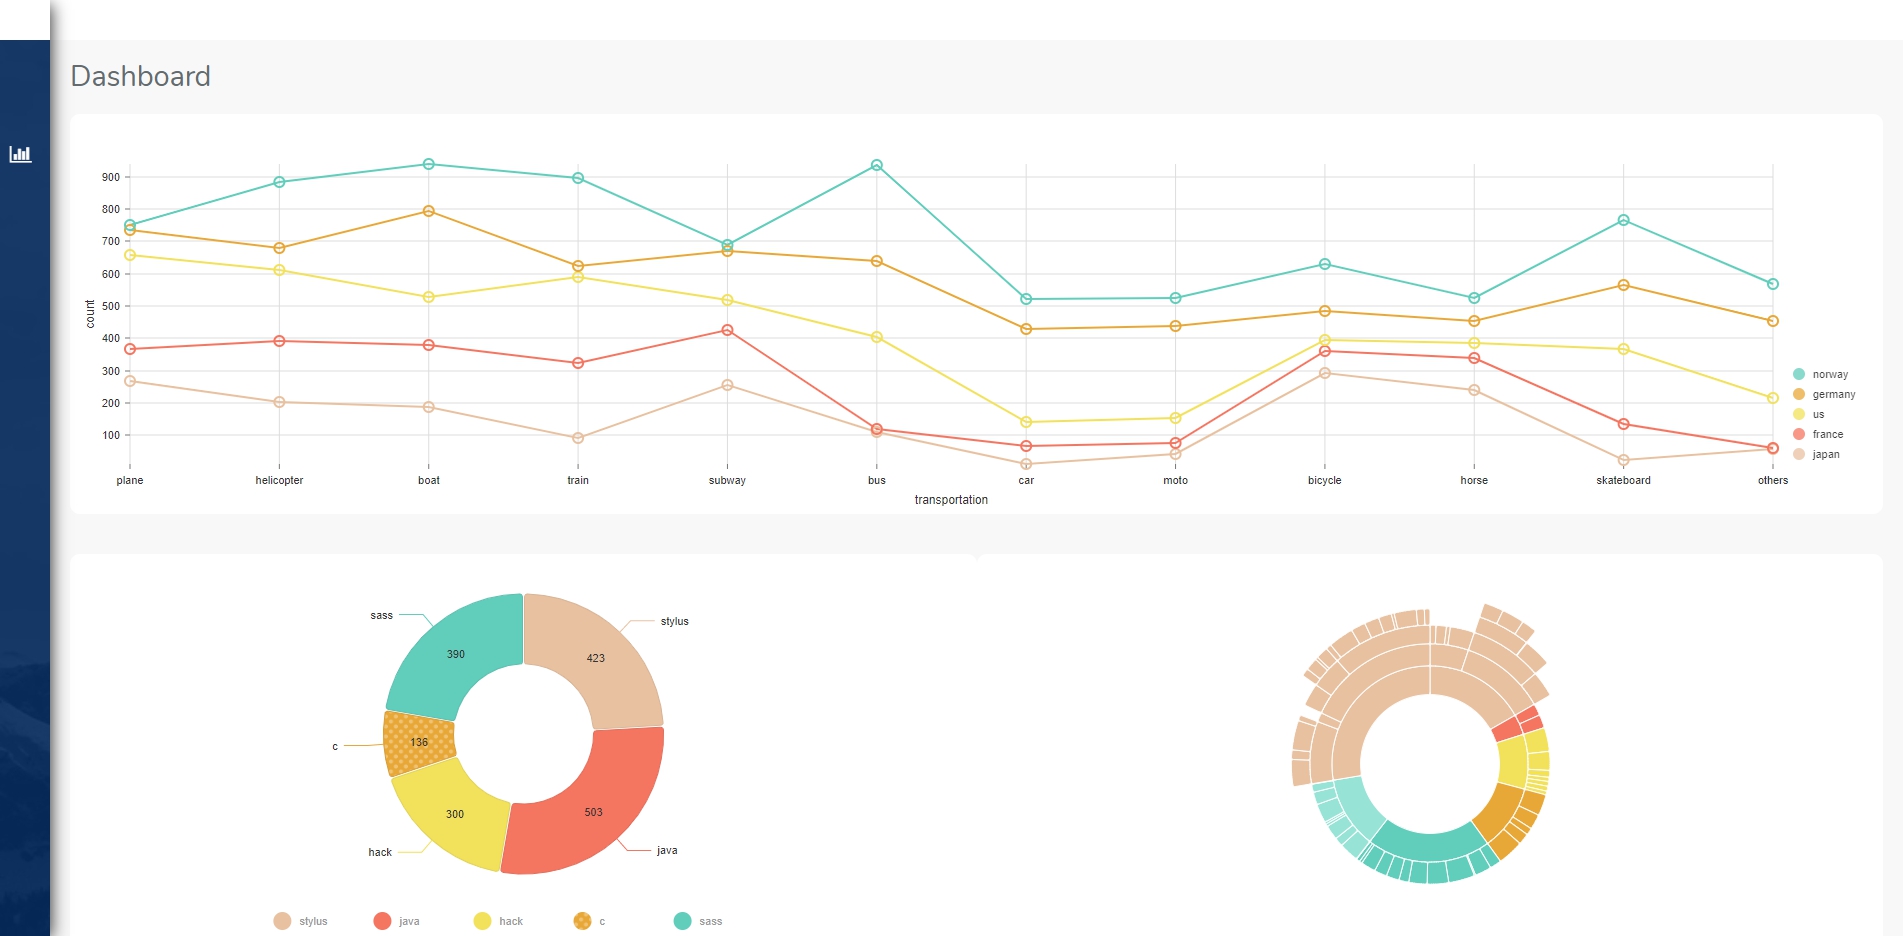 Dashboard
900
800
700
600
500
400
300
200
100
count
plane helicopter boat train subway bus car moto bicycle horse skateboard others
transportation
norway
germany
us
france
japan
sass
stylus
390
423
c
136
300
503
hack
java
stylus java hack c sass